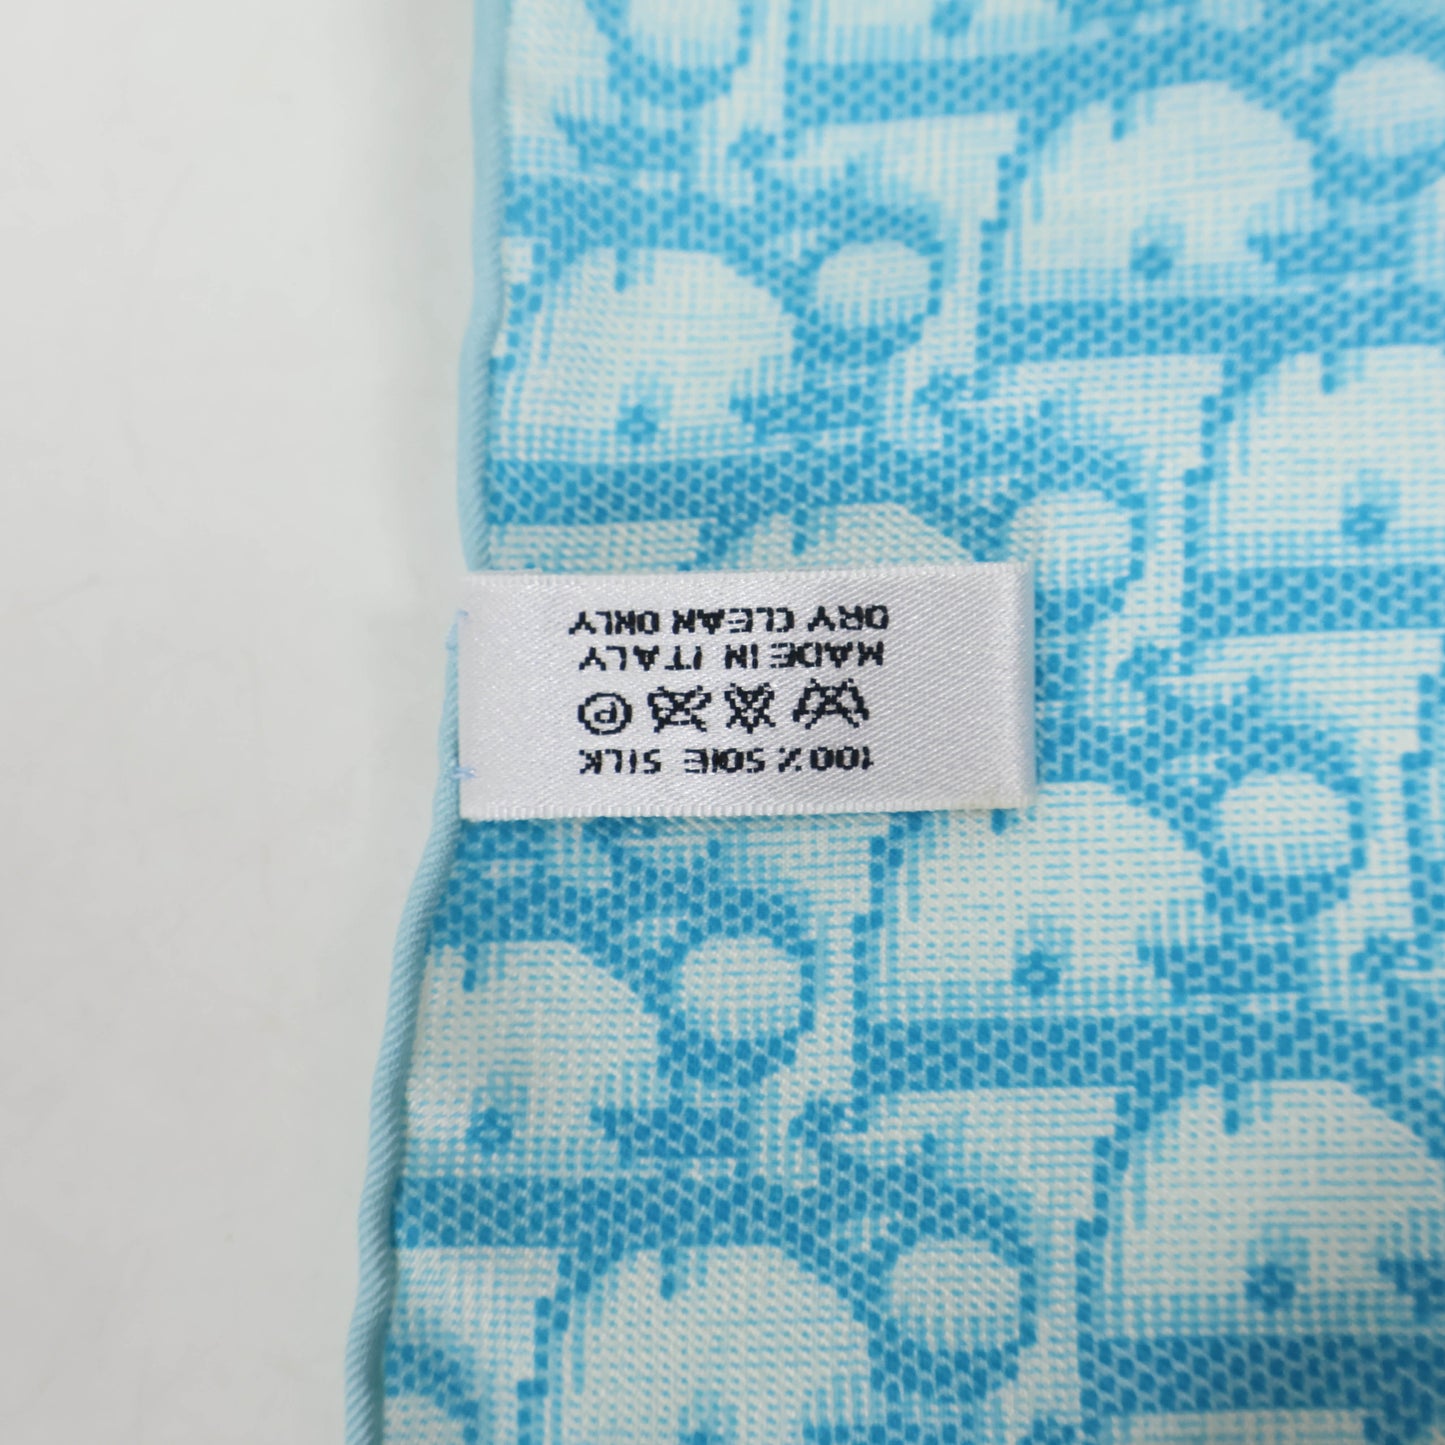 100% SOIE SILK
P
MADE IN ITALY
DRY CLEAN ONLY